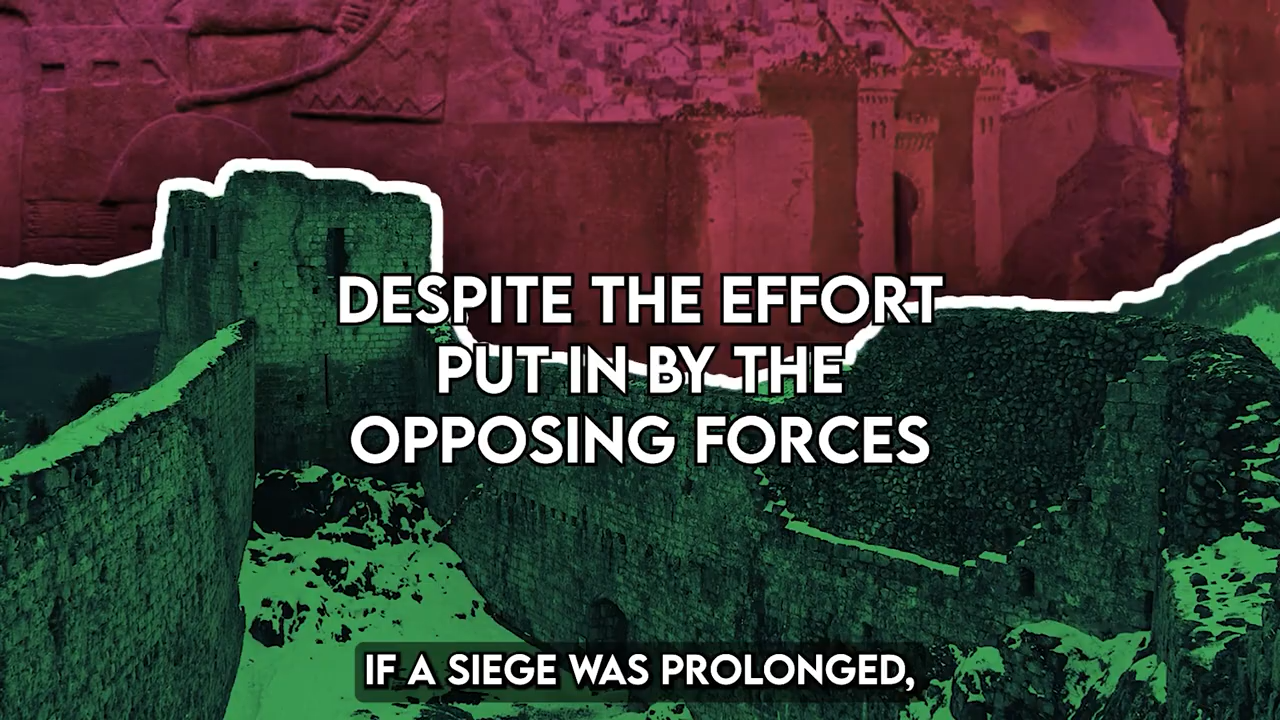 DESPITE THE EFFORT
PUT IN BY THE
OPPOSING FORCES
IF A SIEGE WAS PROLONGED,